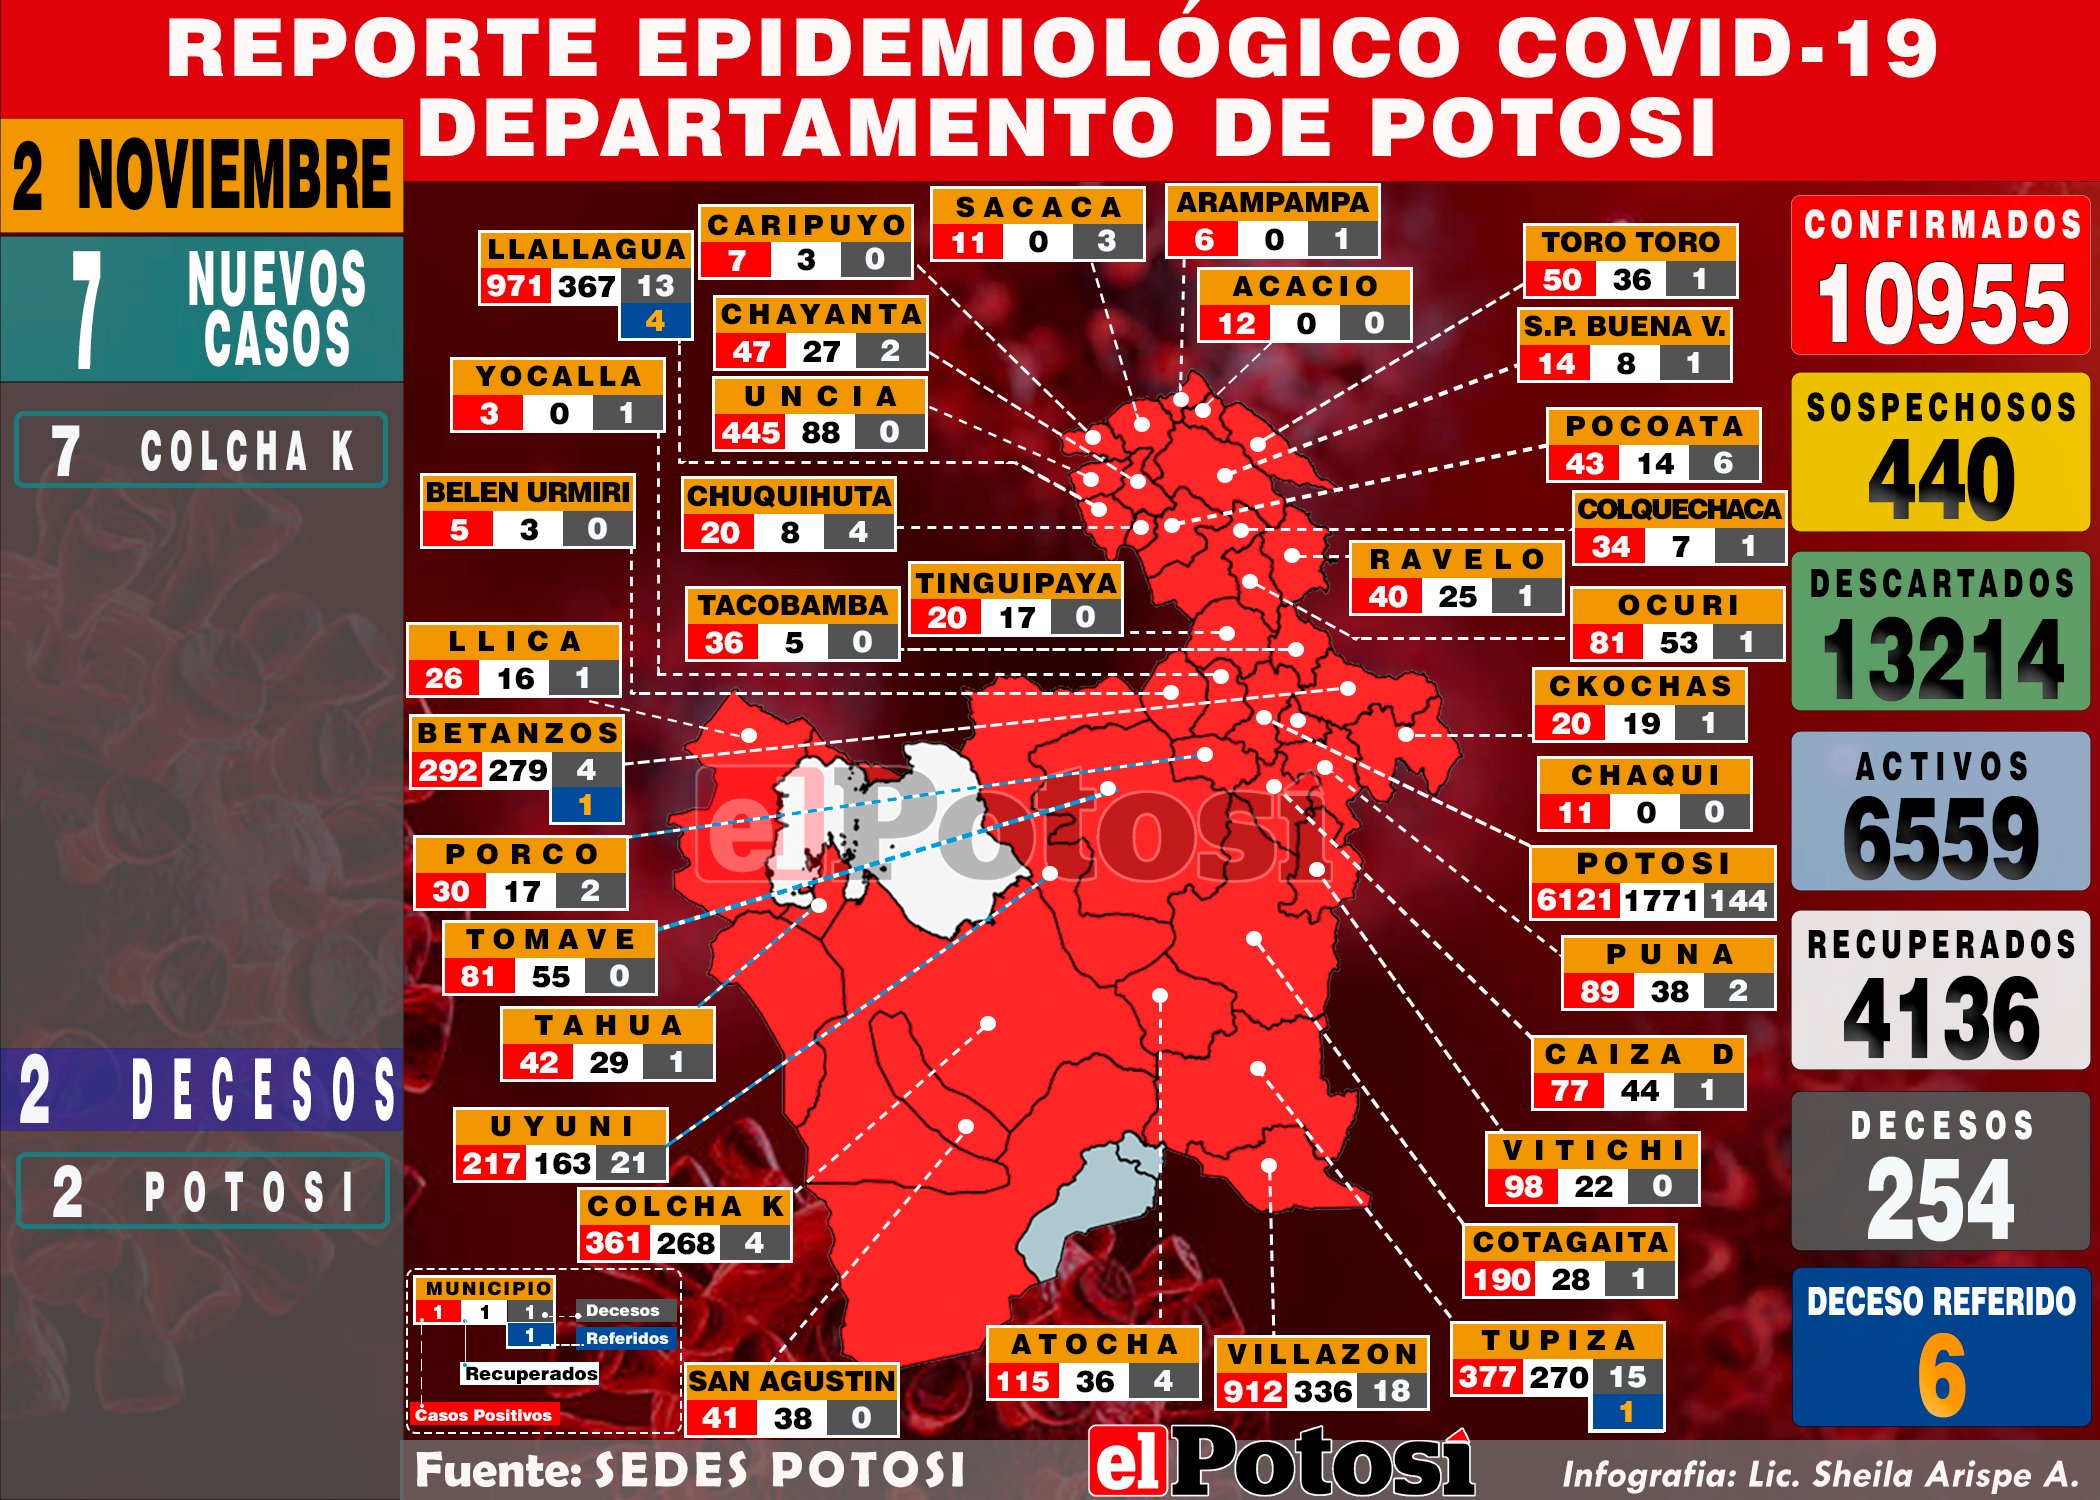 REPORTE EPIDEMIOLÓGICO COVID-19
DEPARTAMENTO DE POTOSI
2 NOVIEMBRE
7 NUEVOS
CASOS
7 COLCHA K
2 DECESOS
2 POTOSI
LLALLAGUA
971 367 13
4
CARIPUYO
7 3 0
SACACA
11 0 3
ARAMPAMPA
6 0 1
ACACIO
12 0 0
TORO TORO
50 36 1
CHAYANTA
47 27 2
S.P. BUENA V.
14 8 1
YOCALLA
3 0 1
UNCIA
445 88 0
POCOATA
43 14 6
BELEN URMIRI
5 3 0
CHUQUIHUTA
20 8 4
COLQUECHACA
34 7 1
RAVELO
40 25 1
TINGUIPAYA
20 17 0
TACOBAMBA
36 5 0
OCURI
81 53 1
LLICA
26 16 1
CKOCHAS
20 19 1
BETANZOS
292 279 4
1
CHAQUI
11 0 0
PORCO
30 17 2
POTOSI
6121 1771 144
TOMAVE
81 55 0
PUNA
89 38 2
TAHUA
42 29 1
CAIZA D
77 44 1
UYUNI
217 163 21
VITICHI
98 22 0
COLCHA K
361 268 4
COTAGAITA
190 28 1
SAN AGUSTIN
41 38 0
ATOCHA
115 36 4
VILLAZON
912 336 18
TUPIZA
377 270 15
1
el Potosí
MUNICIPIO
1 1 1 Decesos
1 Referidos
Recuperados
Casos Positivos
CONFIRMADOS
10955
SOSPECHOSOS
440
DESCARTADOS
13214
ACTIVOS
6559
RECUPERADOS
4136
DECESOS
254
DECESO REFERIDO
6
Fuente: SEDES POTOSI
el Potosí
Infografia: Lic. Sheila Arispe A.